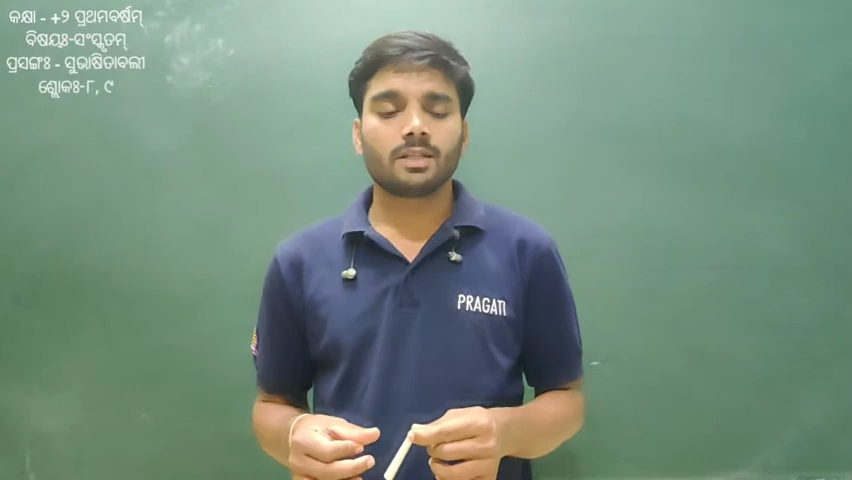 କକ୍ଷା - +୨ ପ୍ରଥମବର୍ଷମ୍
ବିଷୟଃ-ସଂସ୍କୃତମ୍
ପ୍ରସଙ୍ଗଃ - ସୁଭାଷିତାବଲୀ
ଶ୍ଲୋକଃ-୮, ୯
PRAGATI